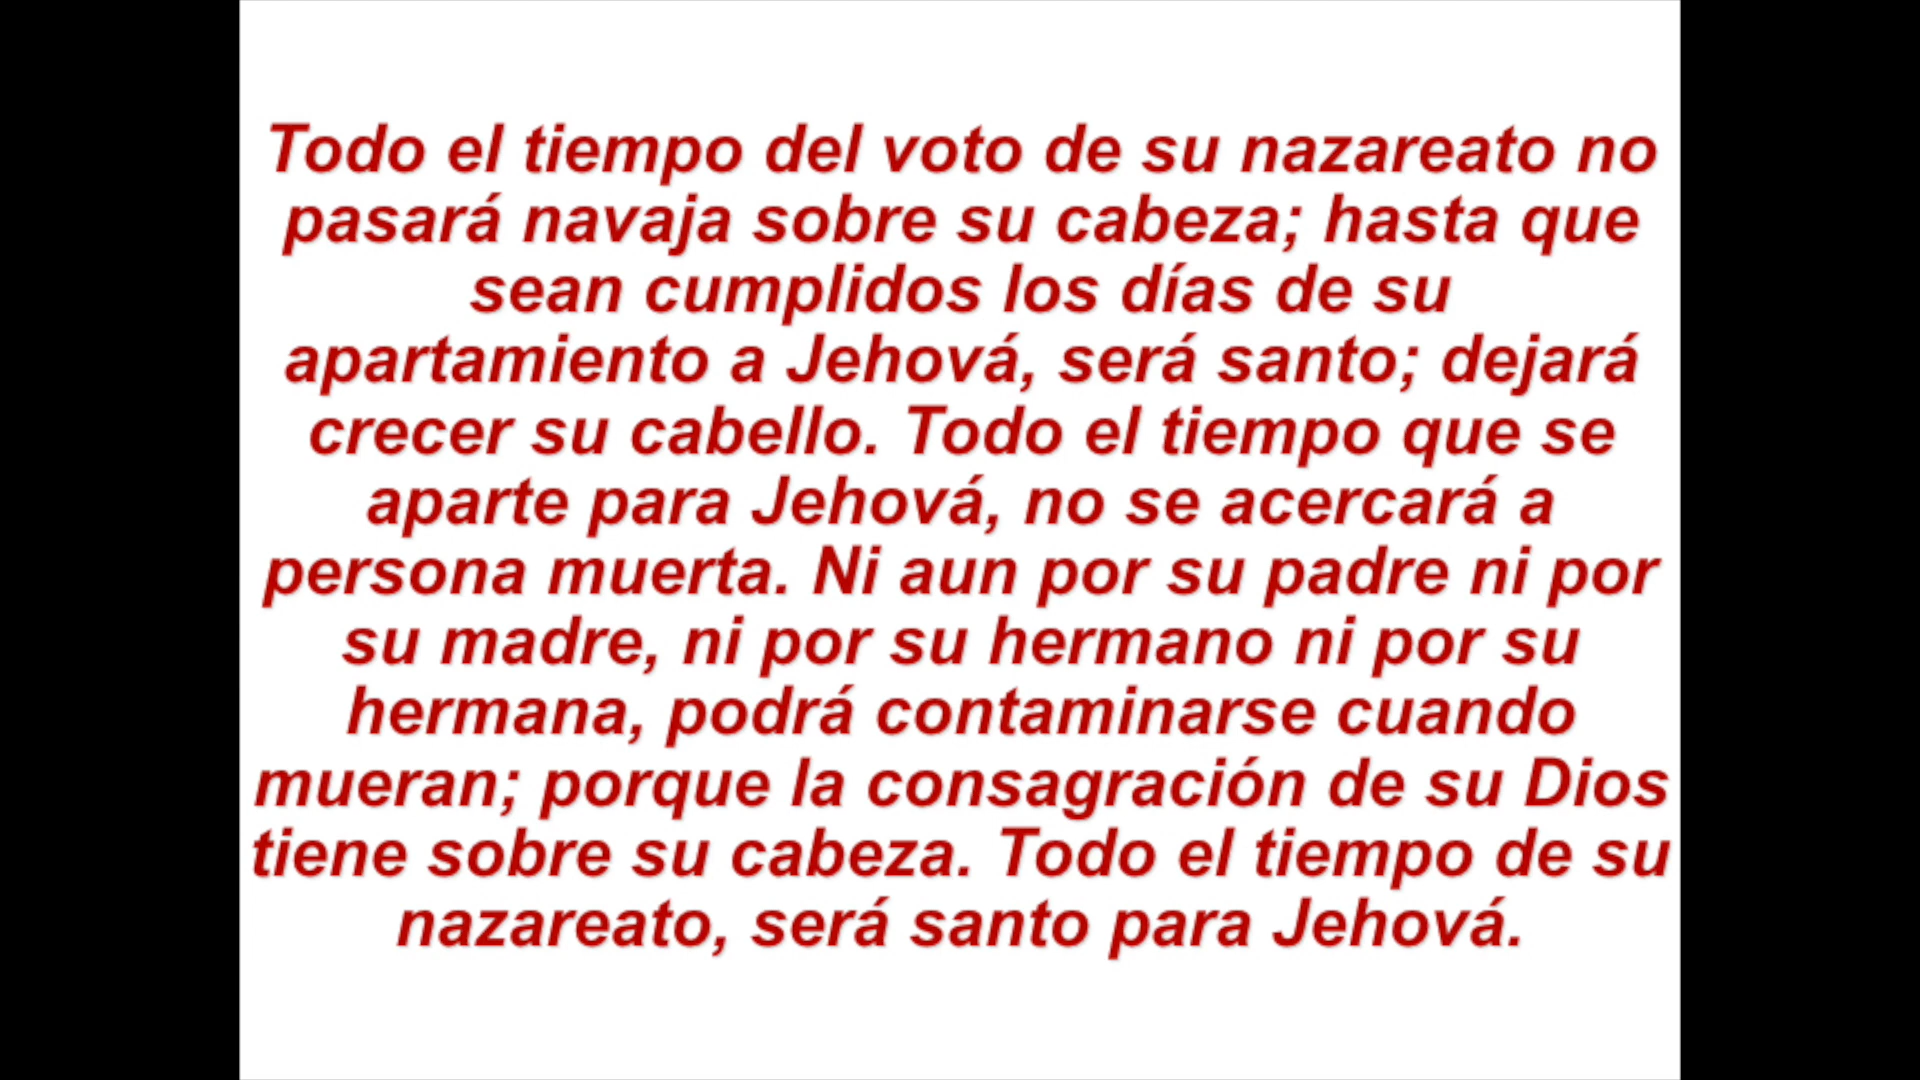 Todo el tiempo del voto de su nazareato no
pasará navaja sobre su cabeza; hasta que
sean cumplidos los días de su
apartamiento a Jehová, será santo; dejará
crecer su cabello. Todo el tiempo que se
aparte para Jehová, no se acercará a
persona muerta. Ni aun por su padre ni por
su madre, ni por su hermano ni por su
hermana, podrá contaminarse cuando
mueran; porque la consagración de su Dios
tiene sobre su cabeza. Todo el tiempo de su
nazareato, será santo para Jehová.